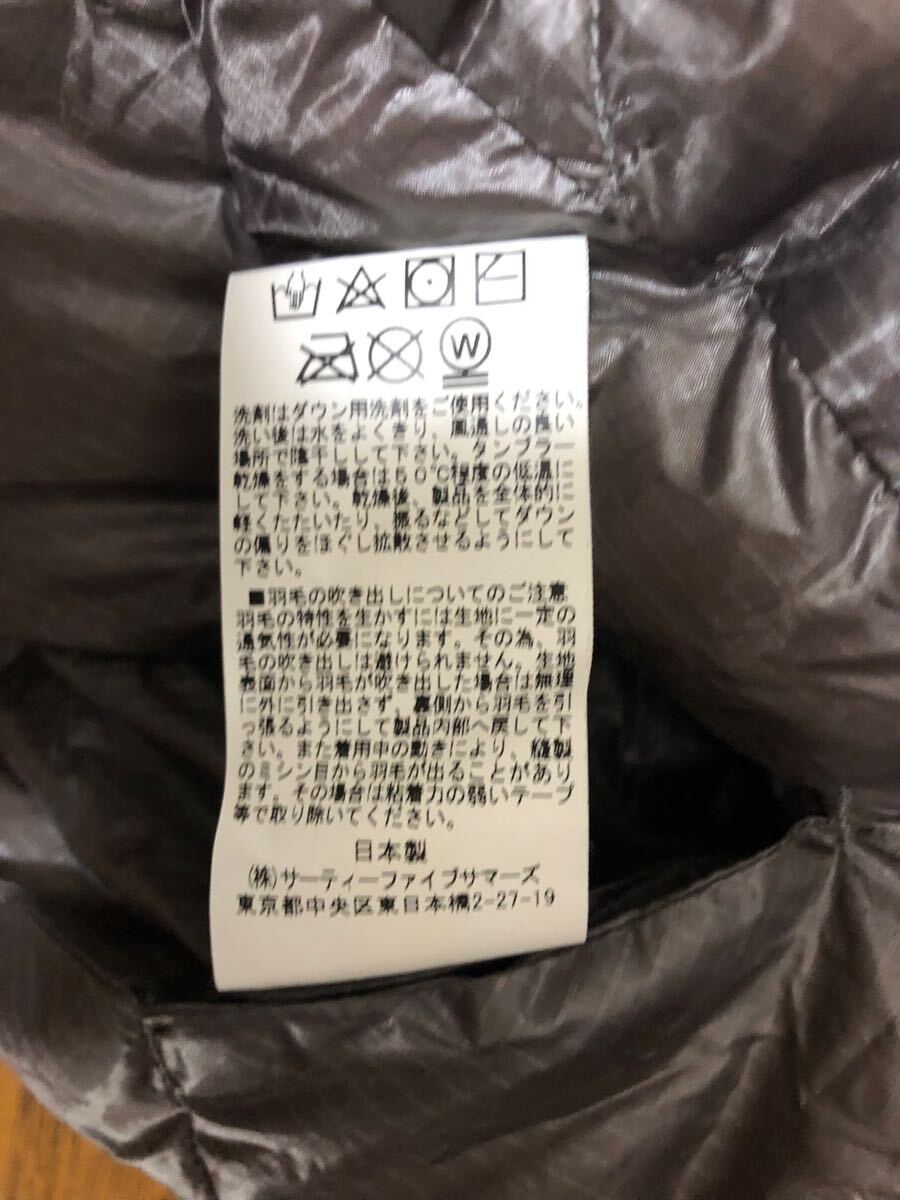 W
洗剤はダウン用洗剤をご使用ください。
洗い後は水をよくきり、風通しの良い
場所で陰干しして下さい。タンブラー
乾燥をする場合は50℃程度の低温に
して下さい。乾燥後、製品を全体的に
軽くたたいたり、振るなどしてダウン
の偏りをほぐし拡散させるようにして
下さい。
■羽毛の吹き出しについてのご注意
羽毛の特性を生かすには生地に一定の
通気性が必要になります。その為、羽
毛の吹き出しは避けられません。生地
表面から羽毛が吹き出した場合は無理
に外に引き出さず、裏側から羽毛を引
っ張るようにして製品内部へ戻して下
さい。また着用中の動きにより、縫製
のミシン目から羽毛が出ることがあり
ます。その場合は粘着力の弱いテープ
等で取り除いてください。
日本製
(株)サーティーファイブサマーズ
東京都中央区東日本橋2-27-19